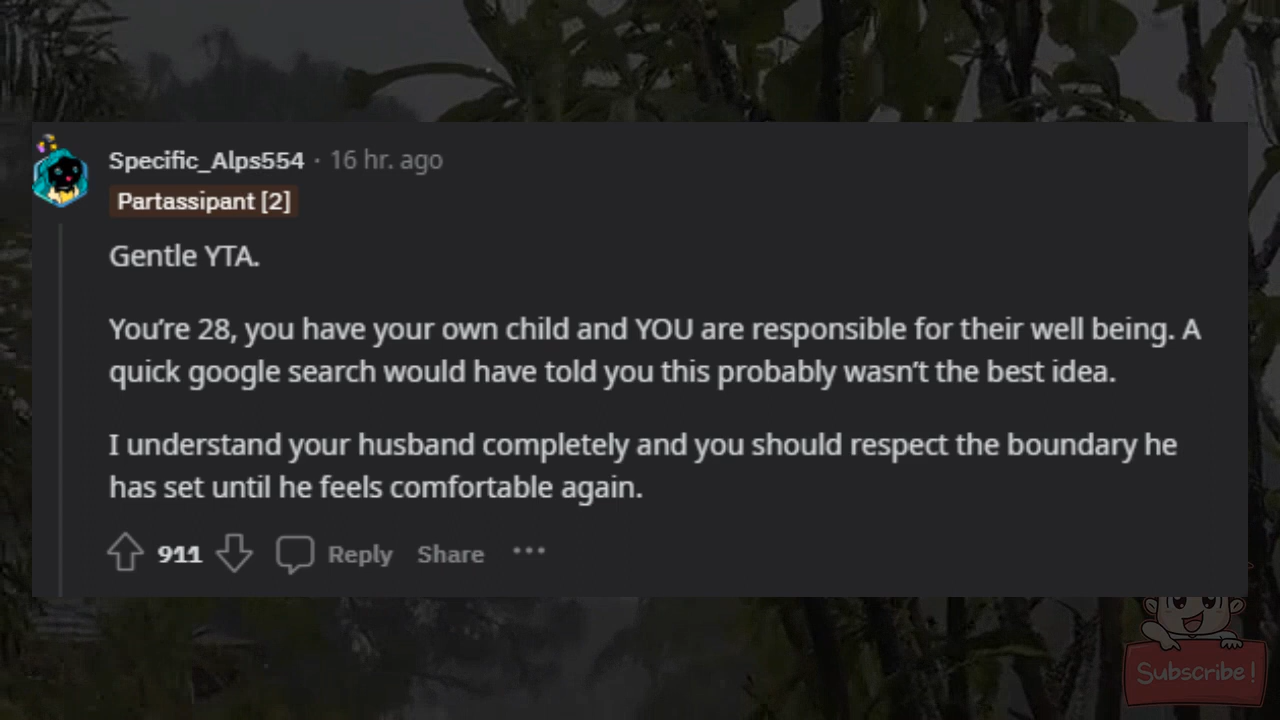 Specific_Alps554 · 16 hr. ago
Partassipant [2]
Gentle YTA.
You’re 28, you have your own child and YOU are responsible for their well being. A
quick google search would have told you this probably wasn’t the best idea.
I understand your husband completely and you should respect the boundary he
has set until he feels comfortable again.
911 Reply Share ···
Subscribe!